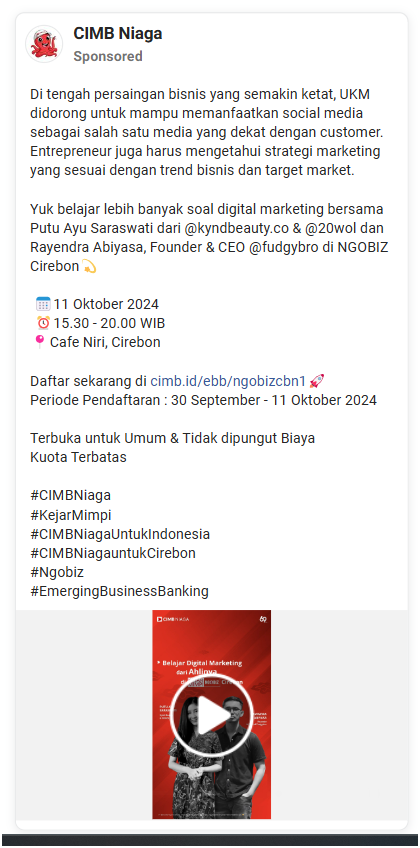 CIMB Niaga
Sponsored
Di tengah persaingan bisnis yang semakin ketat, UKM
didorong untuk mampu memanfaatkan social media
sebagai salah satu media yang dekat dengan customer.
Entrepreneur juga harus mengetahui strategi marketing
yang sesuai dengan trend bisnis dan target market.
Yuk belajar lebih banyak soal digital marketing bersama
Putu Ayu Saraswati dari @kyndbeauty.co & @20wol dan
Rayendra Abiyasa, Founder & CEO @fudgybro di NGOBIZ
Cirebon 💫
📅 11 Oktober 2024
⏰ 15.30 - 20.00 WIB
📍 Cafe Niri, Cirebon
Daftar sekarang di cimb.id/ebb/ngobizcbn1 🚀
Periode Pendaftaran : 30 September - 11 Oktober 2024
Terbuka untuk Umum & Tidak dipungut Biaya
Kuota Terbatas
#CIMBNiaga
#KejarMimpi
#CIMBNiagaUntukIndonesia
#CIMBNiagauntukCirebon
#Ngobiz
#EmergingBusinessBanking
CIMB NIAGA
Belajar Digital Marketing
dari Ahlinya
di Cirebon